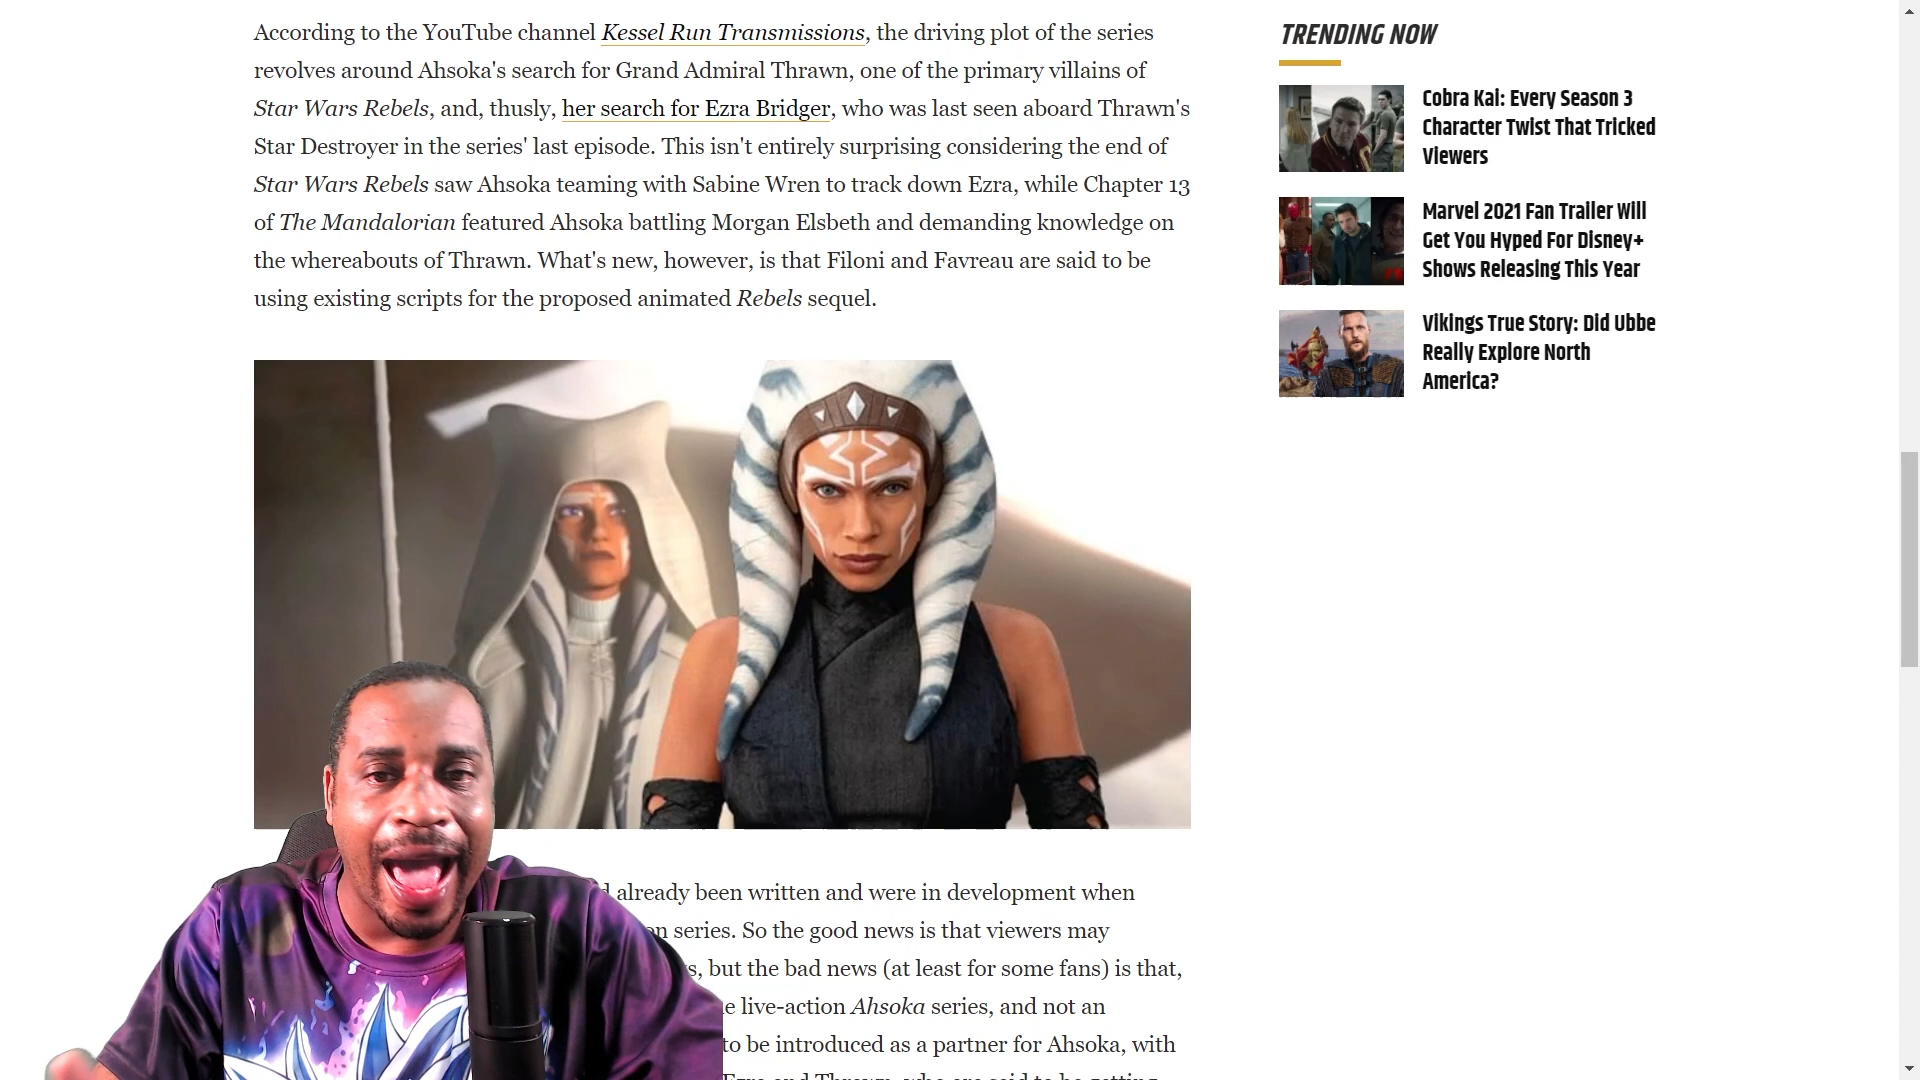 According to the YouTube channel Kessel Run Transmissions, the driving plot of the series
revolves around Ahsoka's search for Grand Admiral Thrawn, one of the primary villains of
Star Wars Rebels, and, thusly, her search for Ezra Bridger, who was last seen aboard Thrawn's
Star Destroyer in the series' last episode. This isn't entirely surprising considering the end of
Star Wars Rebels saw Ahsoka teaming with Sabine Wren to track down Ezra, while Chapter 13
of The Mandalorian featured Ahsoka battling Morgan Elsbeth and demanding knowledge on
the whereabouts of Thrawn. What's new, however, is that Filoni and Favreau are said to be
using existing scripts for the proposed animated Rebels sequel.
already been written and were in development when
series. So the good news is that viewers may
but the bad news (at least for some fans) is that,
live-action Ahsoka series, and not an
to be introduced as a partner for Ahsoka, with
Ezra and Thrawn, who are said to be getting
TRENDING NOW
Cobra Kai: Every Season 3
Character Twist That Tricked
Viewers
Marvel 2021 Fan Trailer Will
Get You Hyped For Disney+
Shows Releasing This Year
Vikings True Story: Did Ubbe
Really Explore North
America?